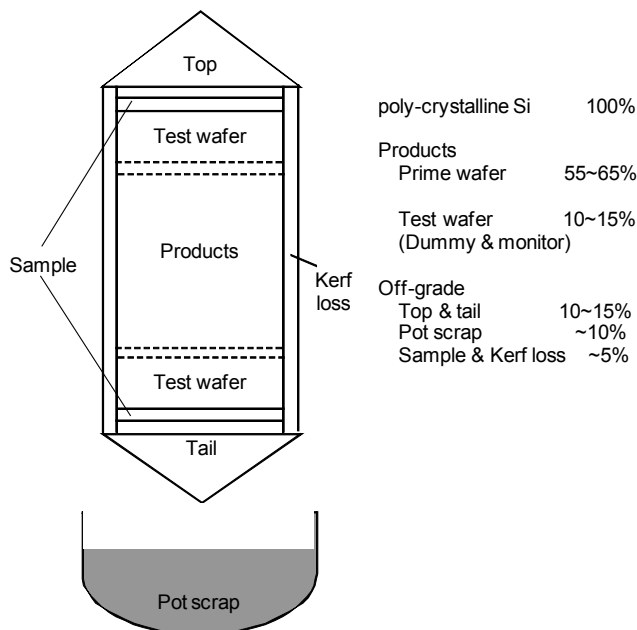 Top
Test wafer
Products
Sample
Kerf
loss
Test wafer
Tail
Pot scrap
poly-crystalline Si 100%
Products
Prime wafer 55~65%
Test wafer 10~15%
(Dummy & monitor)
Off-grade
Top & tail 10~15%
Pot scrap ~10%
Sample & Kerf loss ~5%